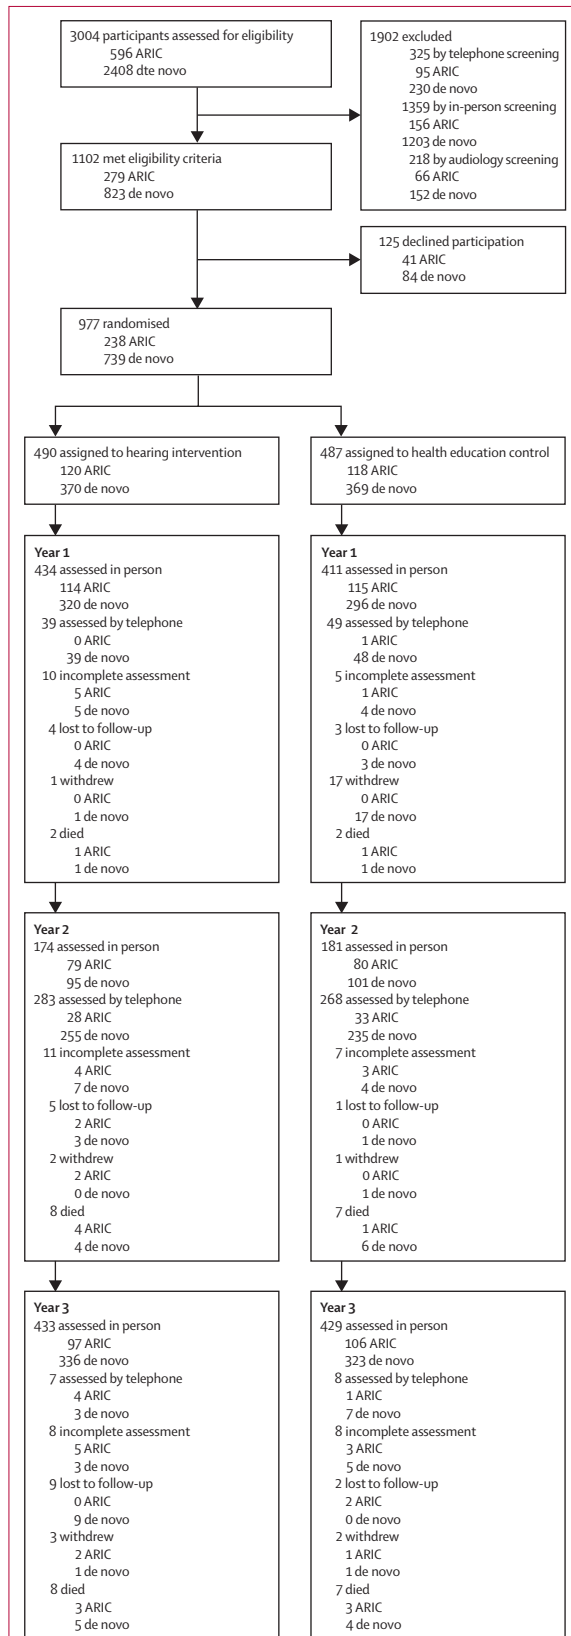 3004 participants assessed for eligibility
596 ARIC
2408 dte novo
1902 excluded
325 by telephone screening
95 ARIC
230 de novo
1359 by in-person screening
156 ARIC
1203 de novo
218 by audiology screening
66 ARIC
152 de novo
1102 met eligibility criteria
279 ARIC
823 de novo
125 declined participation
41 ARIC
84 de novo
977 randomised
238 ARIC
739 de novo
490 assigned to hearing intervention
120 ARIC
370 de novo
487 assigned to health education control
118 ARIC
369 de novo
Year 1
434 assessed in person
114 ARIC
320 de novo
39 assessed by telephone
0 ARIC
39 de novo
10 incomplete assessment
5 ARIC
5 de novo
4 lost to follow-up
0 ARIC
4 de novo
1 withdrew
0 ARIC
1 de novo
2 died
1 ARIC
1 de novo
Year 1
411 assessed in person
115 ARIC
296 de novo
49 assessed by telephone
1 ARIC
48 de novo
5 incomplete assessment
1 ARIC
4 de novo
3 lost to follow-up
0 ARIC
3 de novo
17 withdrew
0 ARIC
17 de novo
2 died
1 ARIC
1 de novo
Year 2
174 assessed in person
79 ARIC
95 de novo
283 assessed by telephone
28 ARIC
255 de novo
11 incomplete assessment
4 ARIC
7 de novo
5 lost to follow-up
2 ARIC
3 de novo
2 withdrew
2 ARIC
0 de novo
8 died
4 ARIC
4 de novo
Year 2
181 assessed in person
80 ARIC
101 de novo
268 assessed by telephone
33 ARIC
235 de novo
7 incomplete assessment
3 ARIC
4 de novo
1 lost to follow-up
0 ARIC
1 de novo
1 withdrew
0 ARIC
1 de novo
7 died
1 ARIC
6 de novo
Year 3
433 assessed in person
97 ARIC
336 de novo
7 assessed by telephone
4 ARIC
3 de novo
8 incomplete assessment
5 ARIC
3 de novo
9 lost to follow-up
0 ARIC
9 de novo
3 withdrew
2 ARIC
1 de novo
8 died
3 ARIC
5 de novo
Year 3
429 assessed in person
106 ARIC
323 de novo
8 assessed by telephone
1 ARIC
7 de novo
8 incomplete assessment
3 ARIC
5 de novo
2 lost to follow-up
2 ARIC
0 de novo
2 withdrew
1 ARIC
1 de novo
7 died
3 ARIC
4 de novo